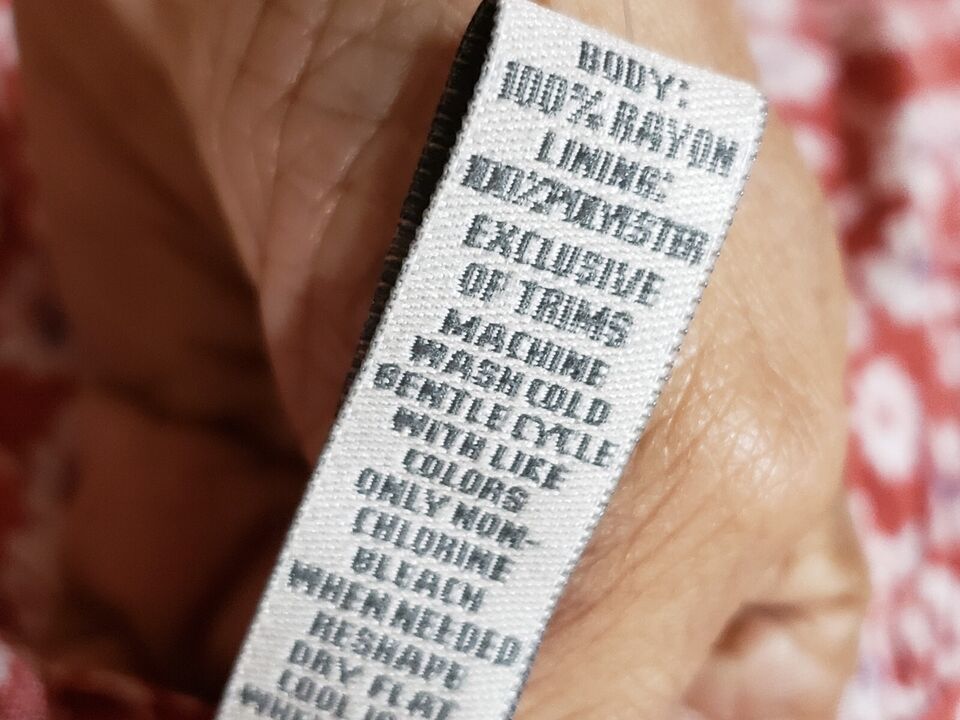 BODY:
100% RAYON
LINING:
100% POLYESTER
EXCLUSIVE
OF TRIMS
MACHINE
WASH COLD
GENTLE CYCLE
WITH LIKE
COLORS
ONLY NON-
CHLORINE
BLEACH
WHEN NEEDED
RESHAPE
DRY FLAT
COOL